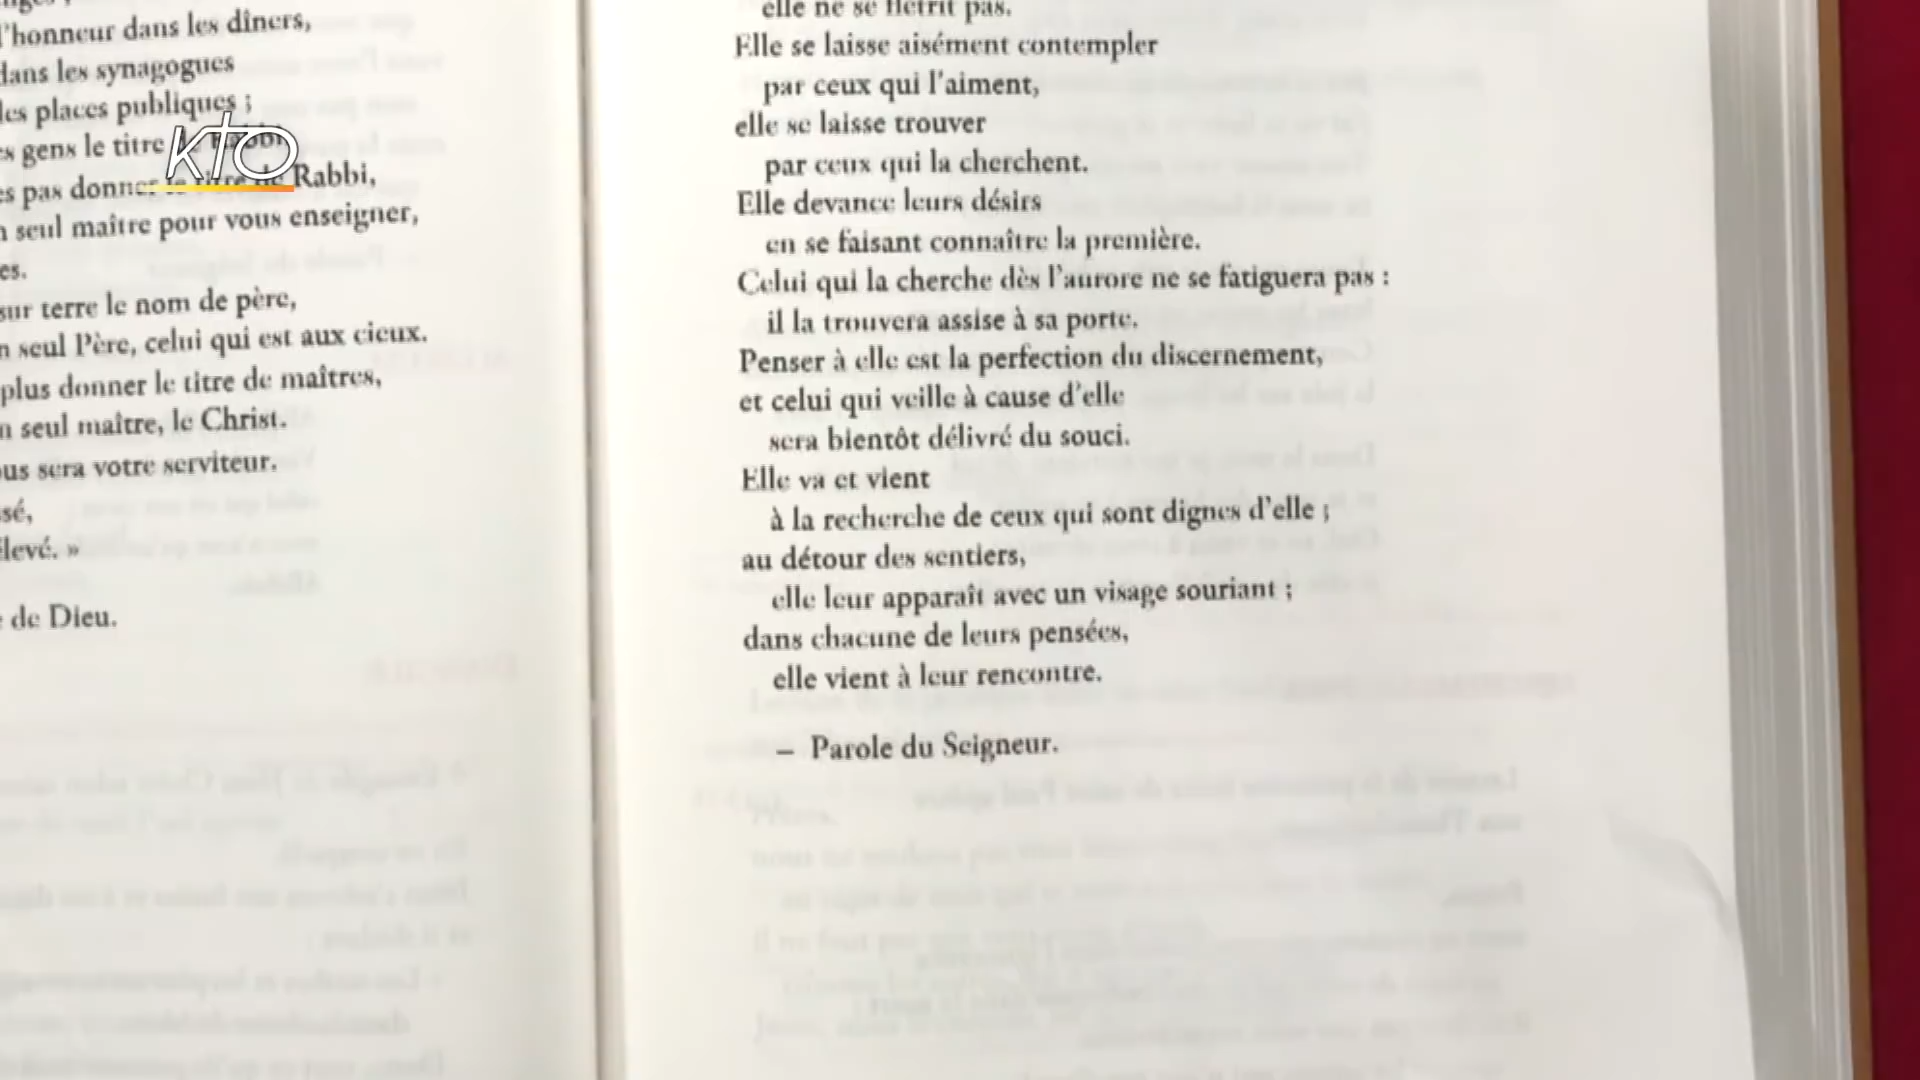 l'honneur dans les dîners,
dans les synagogues
les places publiques ;
s gens le titre de Rabbi
es pas donner le titre de Rabbi,
n seul maître pour vous enseigner,
es.
sur terre le nom de père,
n seul Père, celui qui est aux cieux.
plus donner le titre de maîtres,
n seul maître, le Christ.
ous sera votre serviteur.
sé,
élevé. »
de Dieu.
kto
elle ne se flétrit pas.
Elle se laisse aisément contempler
par ceux qui l'aiment,
elle se laisse trouver
par ceux qui la cherchent.
Elle devance leurs désirs
en se faisant connaître la première.
Celui qui la cherche dès l'aurore ne se fatiguera pas :
il la trouvera assise à sa porte.
Penser à elle est la perfection du discernement,
et celui qui veille à cause d'elle
sera bientôt délivré du souci.
Elle va et vient
à la recherche de ceux qui sont dignes d'elle ;
au détour des sentiers,
elle leur apparaît avec un visage souriant ;
dans chacune de leurs pensées,
elle vient à leur rencontre.
– Parole du Seigneur.